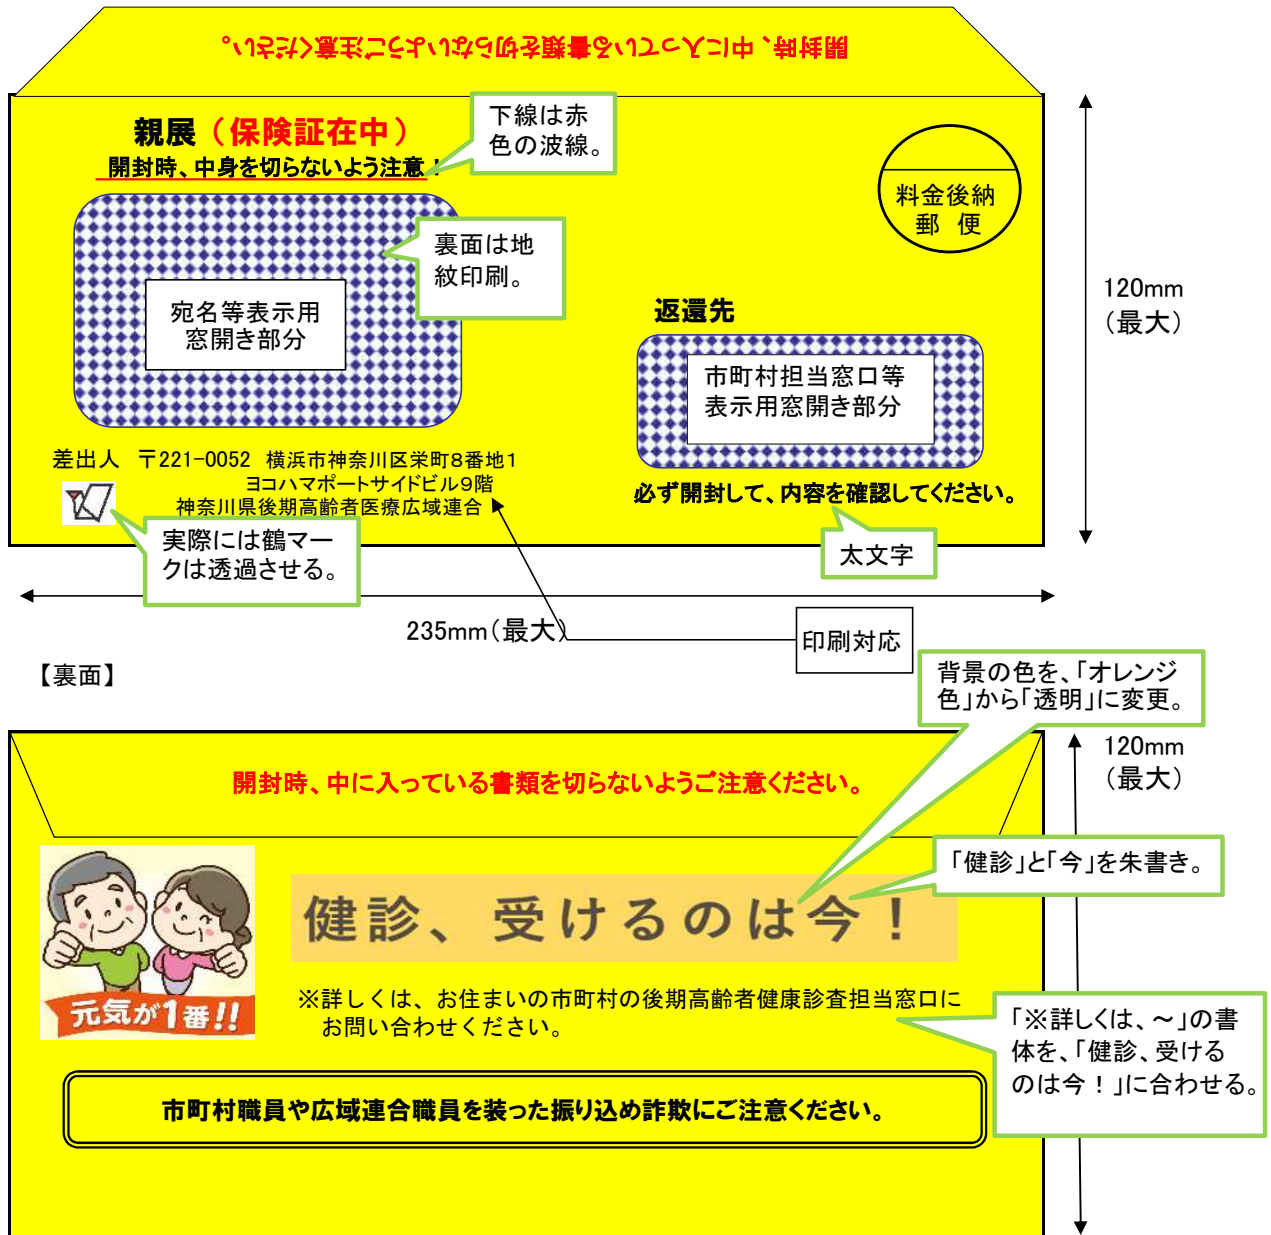 開封時、中に入っている書類を切らないようご注意ください。
親展（保険証在中）
開封時、中身を切らないよう注意！
下線は赤
色の波線。
料金後納
郵 便
裏面は地
紋印刷。
宛名等表示用
窓開き部分
返還先
市町村担当窓口等
表示用窓開き部分
120mm
（最大）
差出人 〒221-0052 横浜市神奈川区栄町8番地1
ヨコハマポートサイドビル9階
神奈川県後期高齢者医療広域連合
必ず開封して、内容を確認してください。
実際には鶴マー
クは透過させる。
太文字
235mm（最大）
印刷対応
【裏面】
背景の色を、「オレンジ
色」から「透明」に変更。
120mm
（最大）
開封時、中に入っている書類を切らないようご注意ください。
「健診」と「今」を朱書き。
健診、受けるのは今！
元気が1番!!
※詳しくは、お住まいの市町村の後期高齢者健康診査担当窓口に
お問い合わせください。
「※詳しくは、～」の書
体を、「健診、受ける
のは今！」に合わせる。
市町村職員や広域連合職員を装った振り込め詐欺にご注意ください。